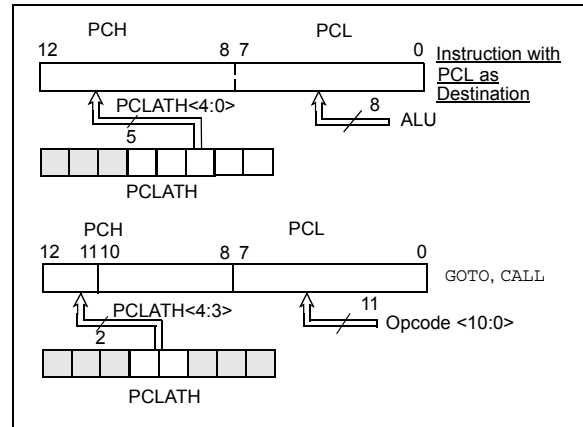 PCH PCL
12 8 7 0
Instruction with
PCL as
Destination
PCLATH<4:0> 8
5 ALU
PCLATH
PCH PCL
12 11 10 8 7 0
GOTO, CALL
PCLATH<4:3> 11
2 Opcode <10:0>
PCLATH